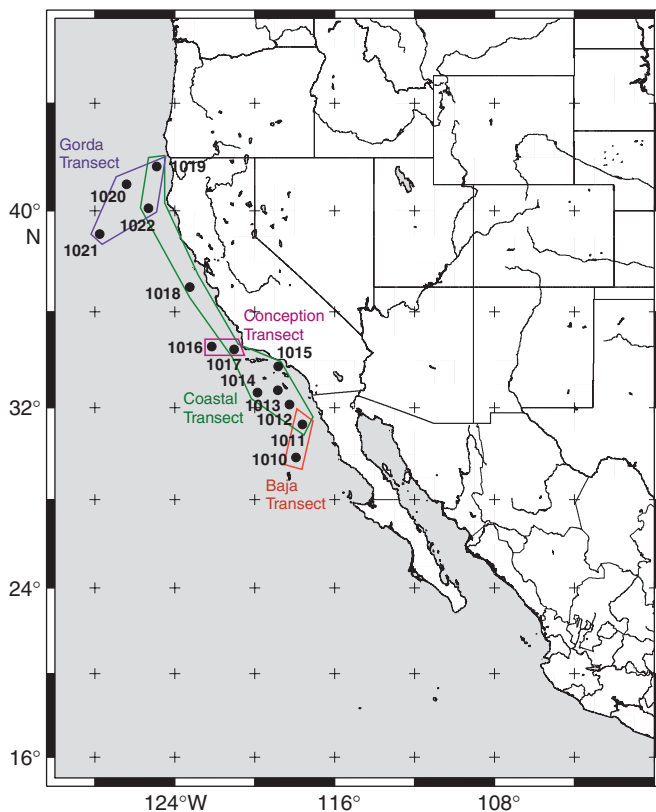 Gorda
Transect
1019
1020
40°
N
1022
1021
1018
Conception
Transect
1016
1015
1017
1014
Coastal
Transect
1013
32°
1012
1011
1010
Baja
Transect
24°
16°
124°W
116°
108°